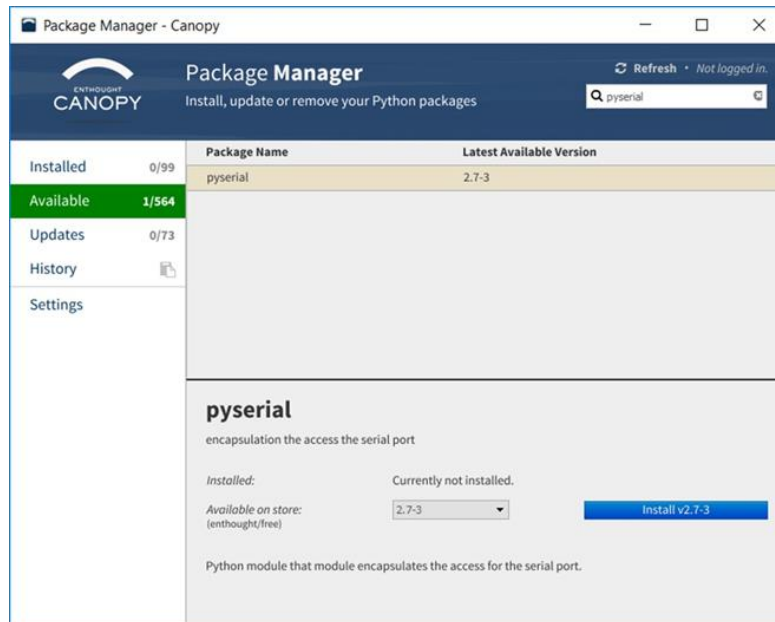 Package Manager - Canopy
ENTHOUGHT
CANOPY
Package Manager
Install, update or remove your Python packages
Refresh • Not logged in.
pyserial
Installed 0/99
Available 1/564
Updates 0/73
History
Settings
Package Name Latest Available Version
pyserial 2.7-3
pyserial
encapsulation the access the serial port
Installed: Currently not installed.
Available on store: 2.7-3 Install v2.7-3
(enthought/free)
Python module that module encapsulates the access for the serial port.